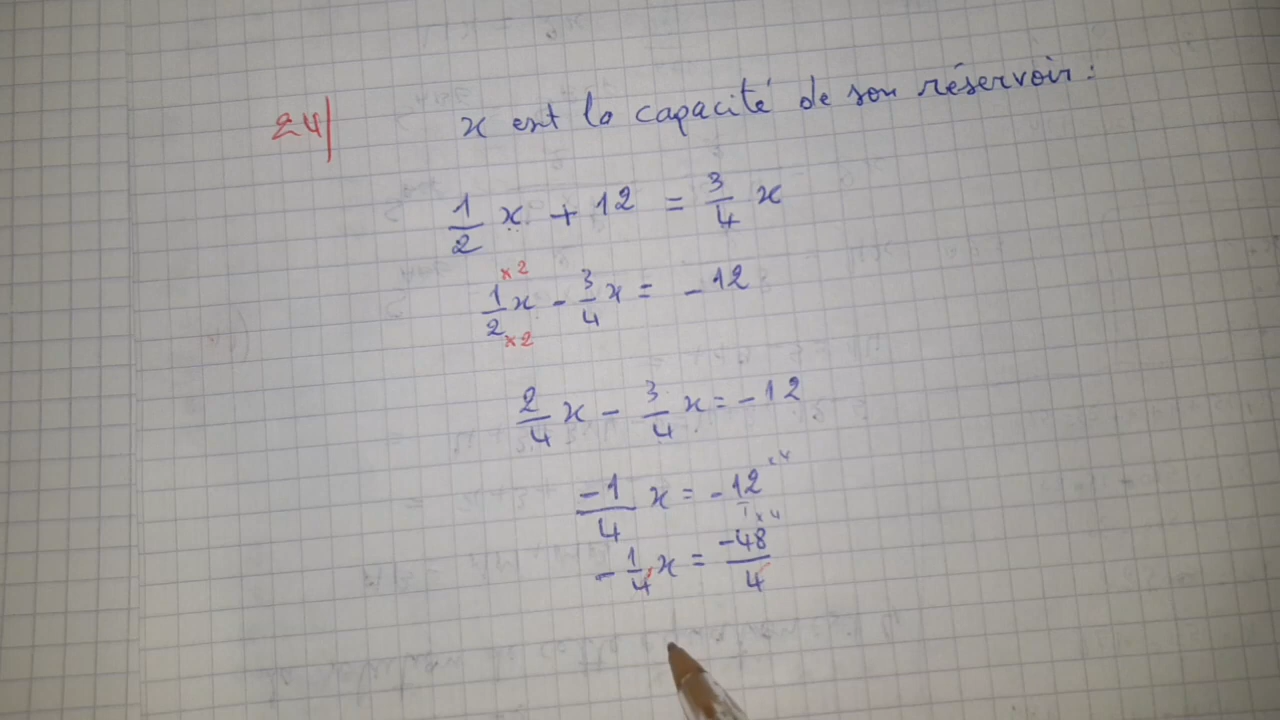 24| x est la capacité de son réservoir :
1/2 x + 12 = 3/4 x
×2
1/2 x - 3/4 x = -12
×2
2/4 x - 3/4 x = -12
×4
-1/4 x = -12/1
×4
-1/4 x = -48/4